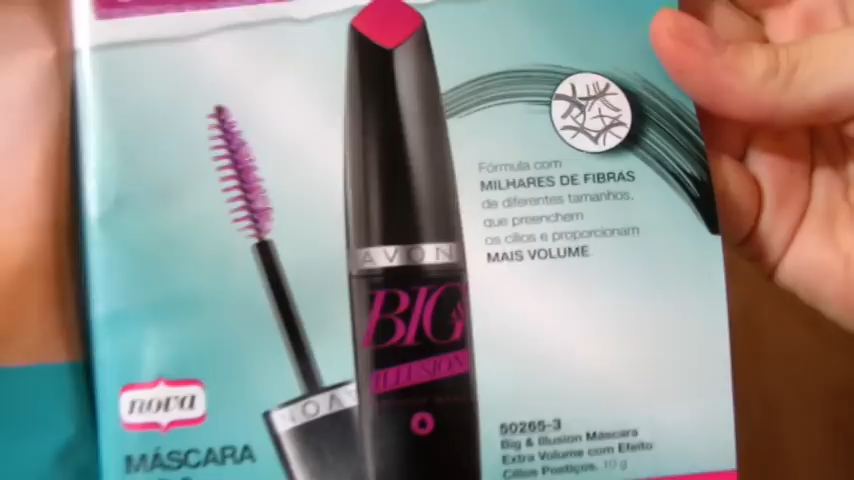 Fórmula com
MILHARES DE FIBRAS
de diferentes tamanhos,
que preenchem
os cílios e proporcionam
MAIS VOLUME
AVON
BIG &
ILLUSION
nova
MÁSCARA
50265-3
Big & Illusion Máscara
Extra Volume com Efeito
Cílios Postiços, 10 g